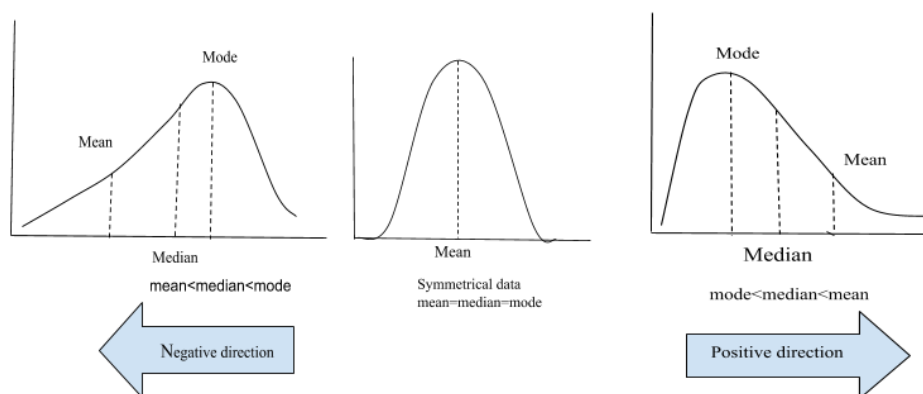 Mode
Mean
Median
mean<median<mode
Negative direction
Mean
Symmetrical data
mean=median=mode
Mode
Mean
Median
mode<median<mean
Positive direction